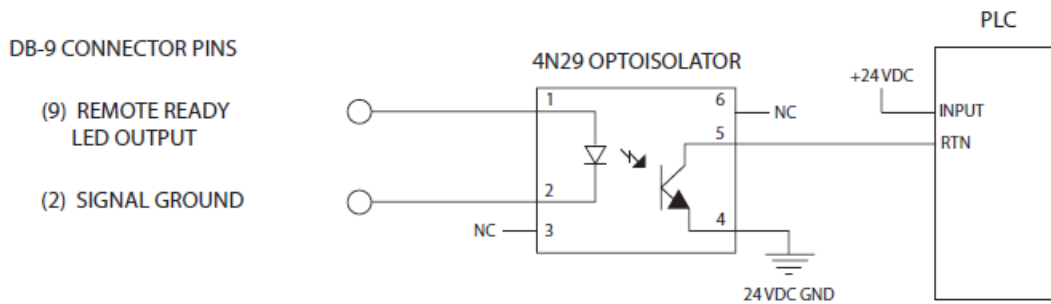 PLC
DB-9 CONNECTOR PINS
4N29 OPTOISOLATOR
+24 VDC
(9) REMOTE READY
LED OUTPUT
1
6
NC
INPUT
5
RTN
(2) SIGNAL GROUND
2
NC
3
4
24 VDC GND